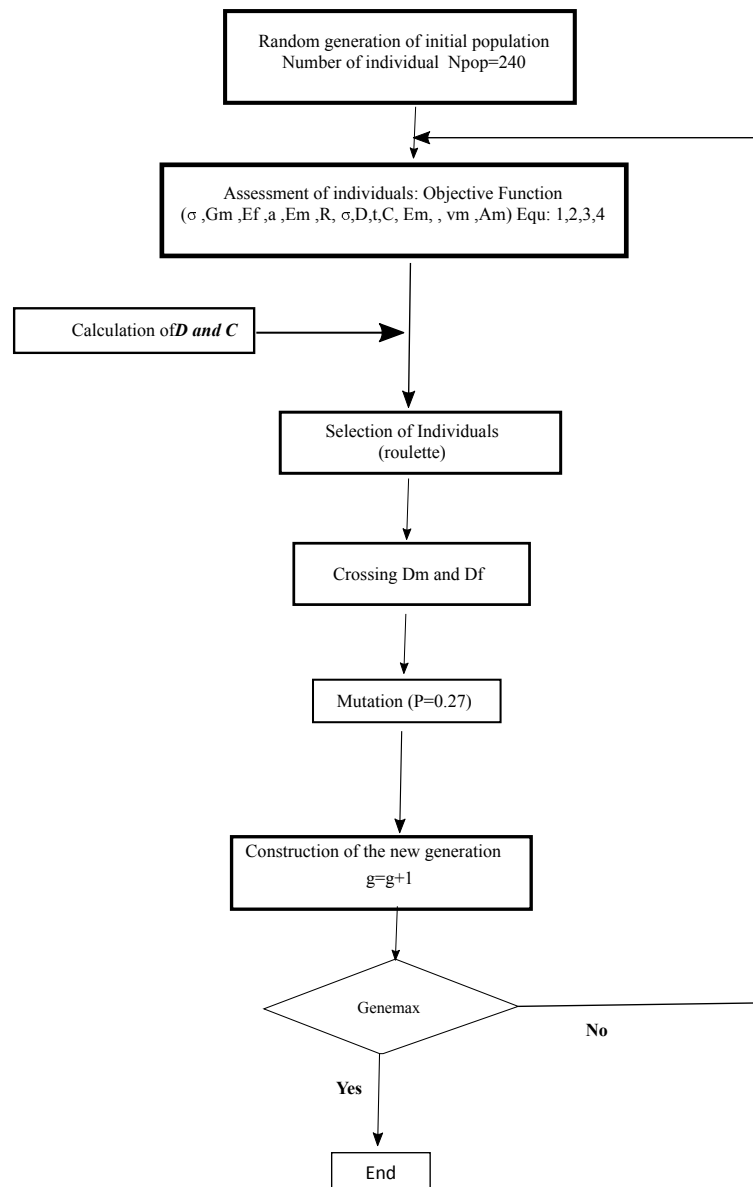 Random generation of initial population
Number of individual Npop=240
Assessment of individuals: Objective Function
(σ ,Gm ,Ef ,a ,Em ,R, σ,D,t,C, Em, , vm ,Am) Equ: 1,2,3,4
Calculation ofD and C
Selection of Individuals
(roulette)
Crossing Dm and Df
Mutation (P=0.27)
Construction of the new generation
g=g+1
Genemax
No
Yes
End